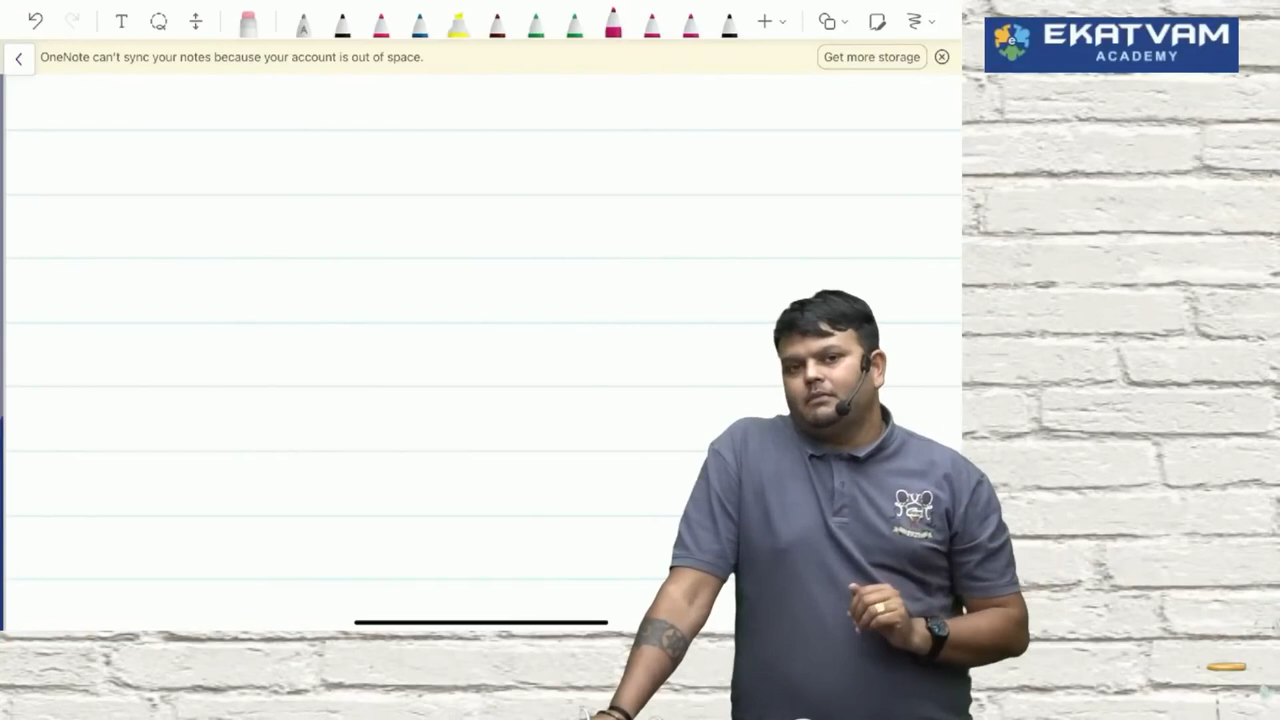 EKATVAM
ACADEMY
OneNote can't sync your notes because your account is out of space.
Get more storage